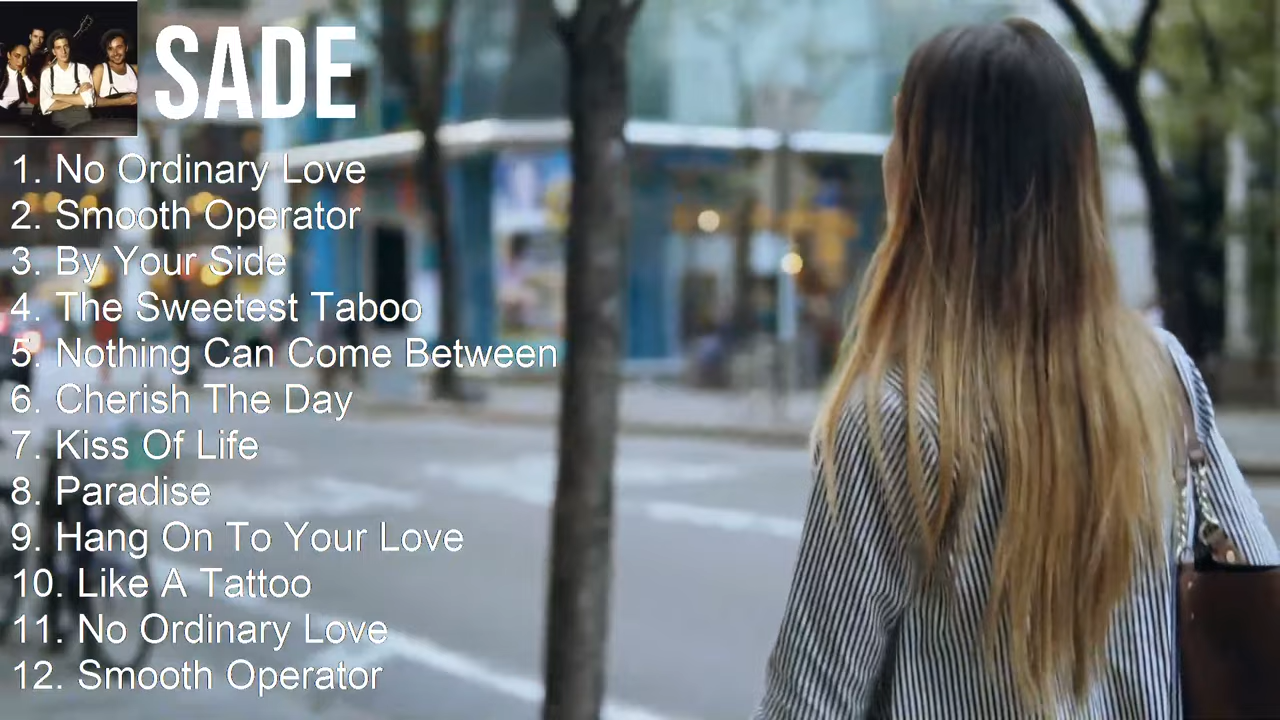 SADE
1. No Ordinary Love
2. Smooth Operator
3. By Your Side
4. The Sweetest Taboo
5. Nothing Can Come Between
6. Cherish The Day
7. Kiss Of Life
8. Paradise
9. Hang On To Your Love
10. Like A Tattoo
11. No Ordinary Love
12. Smooth Operator